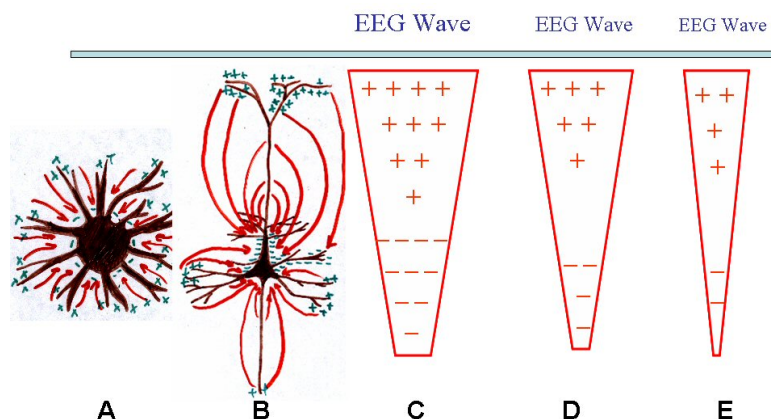 EEG Wave EEG Wave EEG Wave
+ + + +
+ + +
+ +
+
− − − −
− − −
− −
−
+ + +
+ +
+
− −
−
−
+ +
+
+
−
−
A B C D E